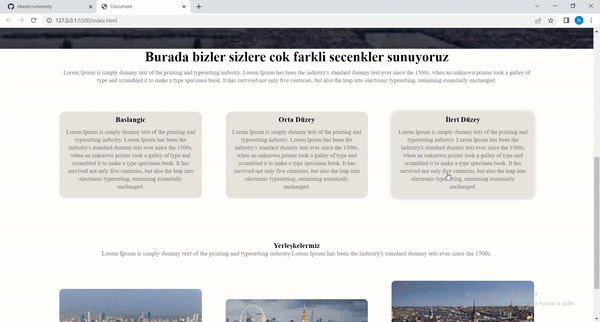 ntastle/university
Document
127.0.0.1:5500/index.html
Burada bizler sizlere cok farkli secenkler sunuyoruz
Lorem Ipsum is simply dummy text of the printing and typesetting industry. Lorem Ipsum has been the industry's standard dummy text ever since the 1500s, when an unknown printer took a galley of
type and scrambled it to make a type specimen book. It has survived not only five centuries, but also the leap into electronic typesetting, remaining essentially unchanged.
Baslangic
Lorem Ipsum is simply dummy text of the printing and
typesetting industry. Lorem Ipsum has been the
industry's standard dummy text ever since the 1500s,
when an unknown printer took a galley of type and
scrambled it to make a type specimen book. It has
survived not only five centuries, but also the leap into
electronic typesetting, remaining essentially
unchanged.
Orta Düzey
Lorem Ipsum is simply dummy text of the printing and
typesetting industry. Lorem Ipsum has been the
industry's standard dummy text ever since the 1500s,
when an unknown printer took a galley of type and
scrambled it to make a type specimen book. It has
survived not only five centuries, but also the leap into
electronic typesetting, remaining essentially
unchanged.
İleri Düzey
Lorem Ipsum is simply dummy text of the printing and
typesetting industry. Lorem Ipsum has been the
industry's standard dummy text ever since the 1500s,
when an unknown printer took a galley of type and
scrambled it to make a type specimen book. It has
survived not only five centuries, but also the leap into
electronic typesetting, remaining essentially
unchanged.
Yerleşkelermiz
Lorem Ipsum is simply dummy text of the printing and typesetting industry.Lorem Ipsum has been the industry's standard dummy text ever since the 1500s.